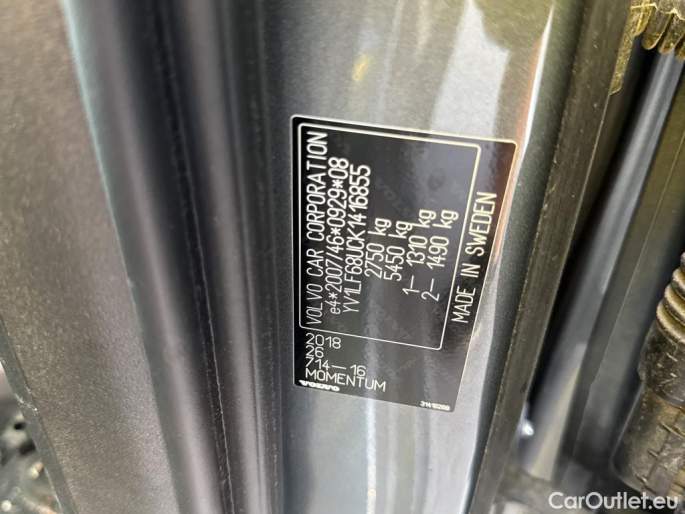 VOLVO CAR CORPORATION
e4*2007/46*0929*08
YV1LF68UCK1416855
2750 kg
5450 kg
1— 1310 kg
2— 1490 kg
MADE IN SWEDEN
2018
26
714—16
MOMENTUM
VOLVO
CarOutlet.eu